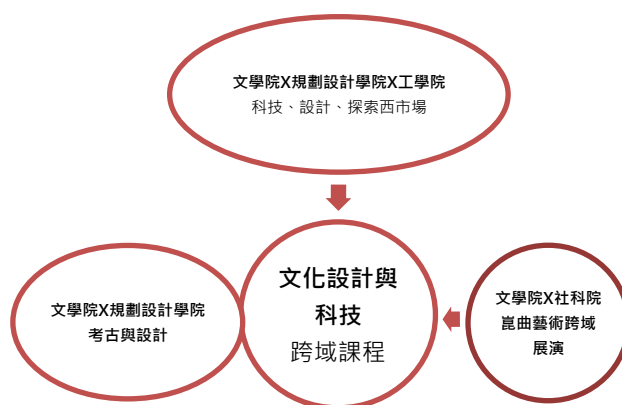 文學院X規劃設計學院X工學院
科技、設計、探索西市場
文化設計與
科技
跨域課程
文學院X規劃設計學院
考古與設計
文學院X社科院
崑曲藝術跨域
展演